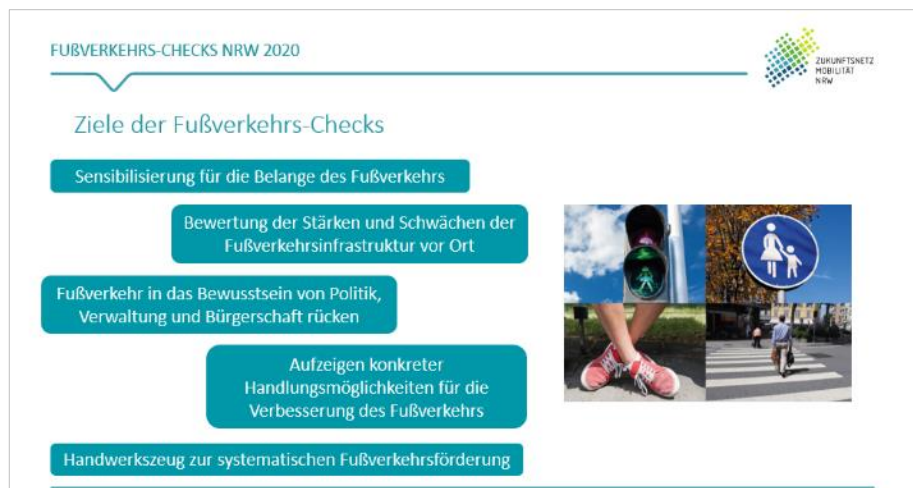 FUßVERKEHRS-CHECKS NRW 2020
ZUKUNFTSNETZ
MOBILITÄT
NRW
Ziele der Fußverkehrs-Checks
Sensibilisierung für die Belange des Fußverkehrs
Bewertung der Stärken und Schwächen der
Fußverkehrsinfrastruktur vor Ort
Fußverkehr in das Bewusstsein von Politik,
Verwaltung und Bürgerschaft rücken
Aufzeigen konkreter
Handlungsmöglichkeiten für die
Verbesserung des Fußverkehrs
Handwerkszeug zur systematischen Fußverkehrsförderung